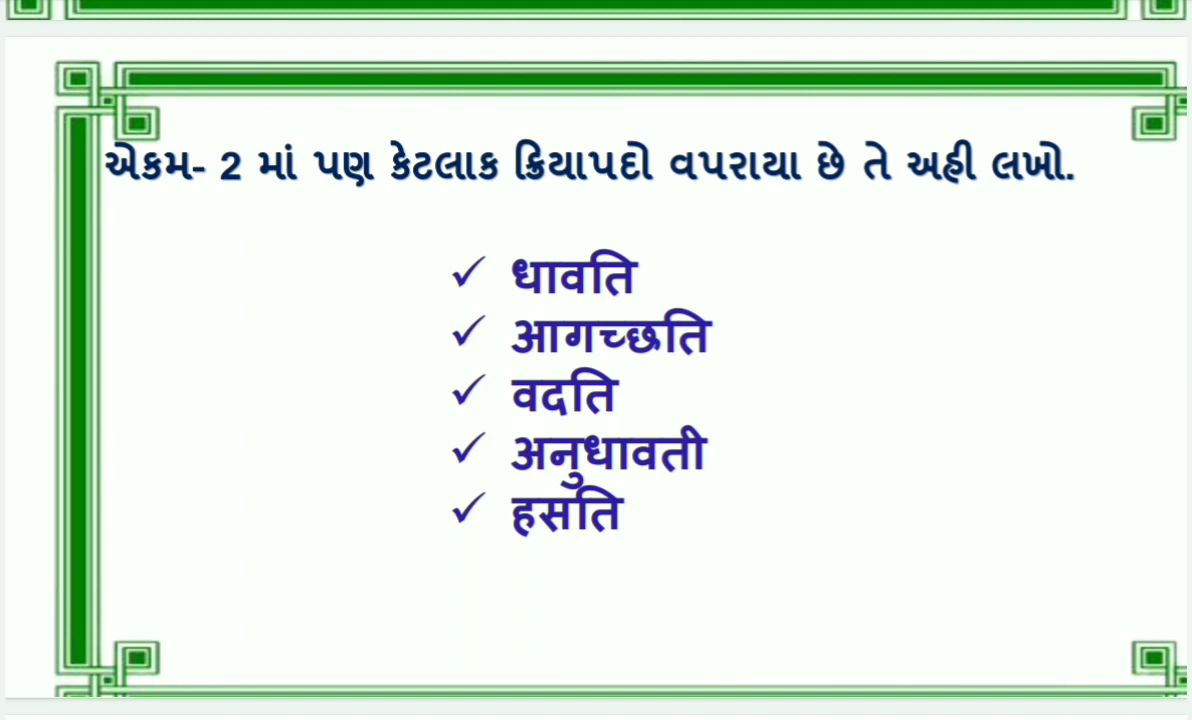 એકમ- 2 માં પણ કેટલાક ક્રિયાપદો વપરાયા છે તે અહી લખો.
✓ धावति
✓ आगच्छति
✓ वदति
✓ अनुधावती
✓ हसति